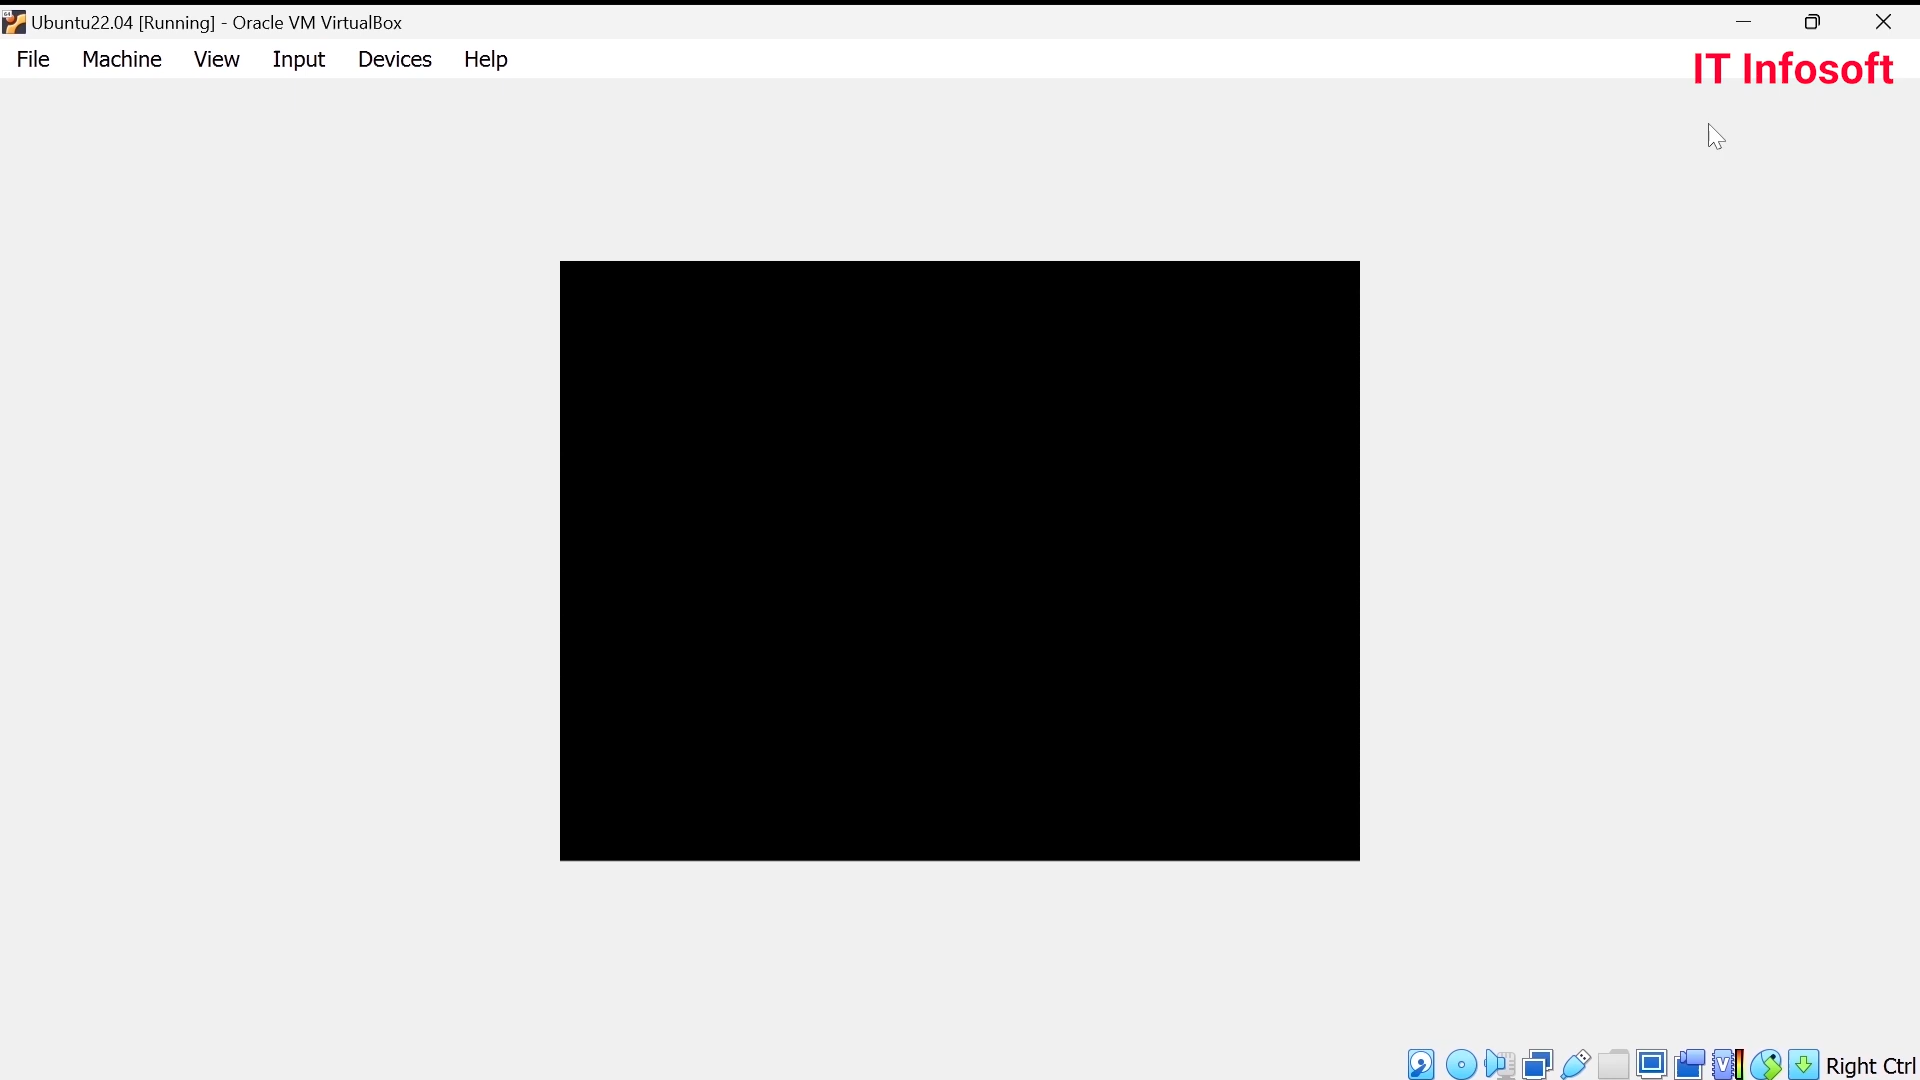 Ubuntu22.04 [Running] - Oracle VM VirtualBox
File Machine View Input Devices Help
IT Infosoft
Right Ctrl